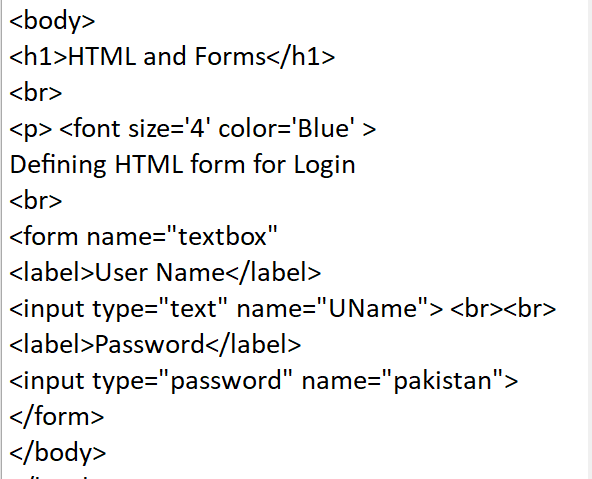 <body>
<h1>HTML and Forms</h1>
<br>
<p> <font size='4' color='Blue' >
Defining HTML form for Login
<br>
<form name="textbox"
<label>User Name</label>
<input type="text" name="UName"> <br><br>
<label>Password</label>
<input type="password" name="pakistan">
</form>
</body>